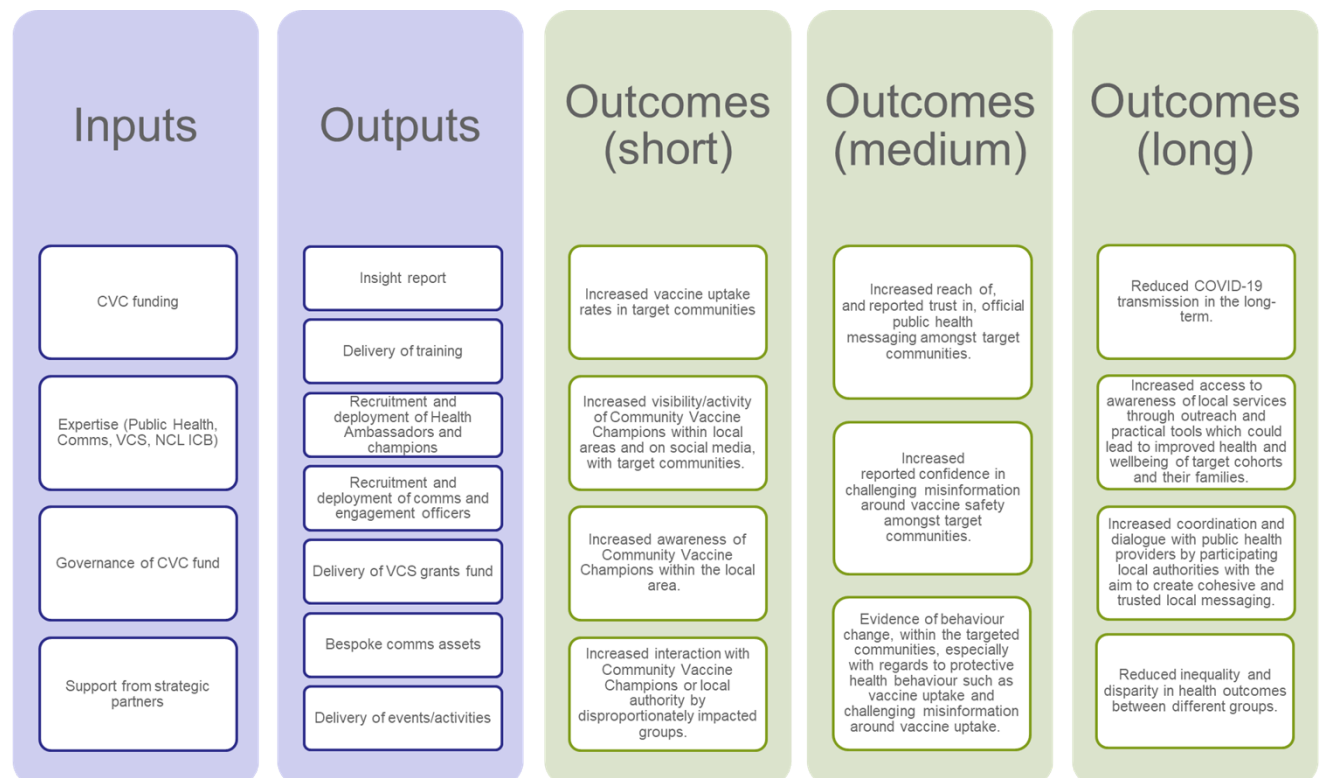 Inputs
CVC funding
Expertise (Public Health,
Comms, VCS, NCL ICB)
Governance of CVC fund
Support from strategic
partners
Outputs
Insight report
Delivery of training
Recruitment and
deployment of Health
Ambassadors and
champions
Recruitment and
deployment of comms and
engagement officers
Delivery of VCS grants fund
Bespoke comms assets
Delivery of events/activities
Outcomes
(short)
Increased vaccine uptake
rates in target communities
Increased visibility/activity
of Community Vaccine
Champions within local
areas and on social media,
with target communities.
Increased awareness of
Community Vaccine
Champions within the local
area.
Increased interaction with
Community Vaccine
Champions or local
authority by
disproportionately impacted
groups.
Outcomes
(medium)
Increased reach of,
and reported trust in, official
public health
messaging amongst target
communities.
Increased
reported confidence in
challenging misinformation
around vaccine safety
amongst target
communities.
Evidence of behaviour
change, within the targeted
communities, especially
with regards to protective
health behaviour such as
vaccine uptake and
challenging misinformation
around vaccine uptake.
Outcomes
(long)
Reduced COVID-19
transmission in the long-
term.
Increased access to
awareness of local services
through outreach and
practical tools which could
lead to improved health and
wellbeing of target cohorts
and their families.
Increased coordination and
dialogue with public health
providers by participating
local authorities with the
aim to create cohesive and
trusted local messaging.
Reduced inequality and
disparity in health outcomes
between different groups.